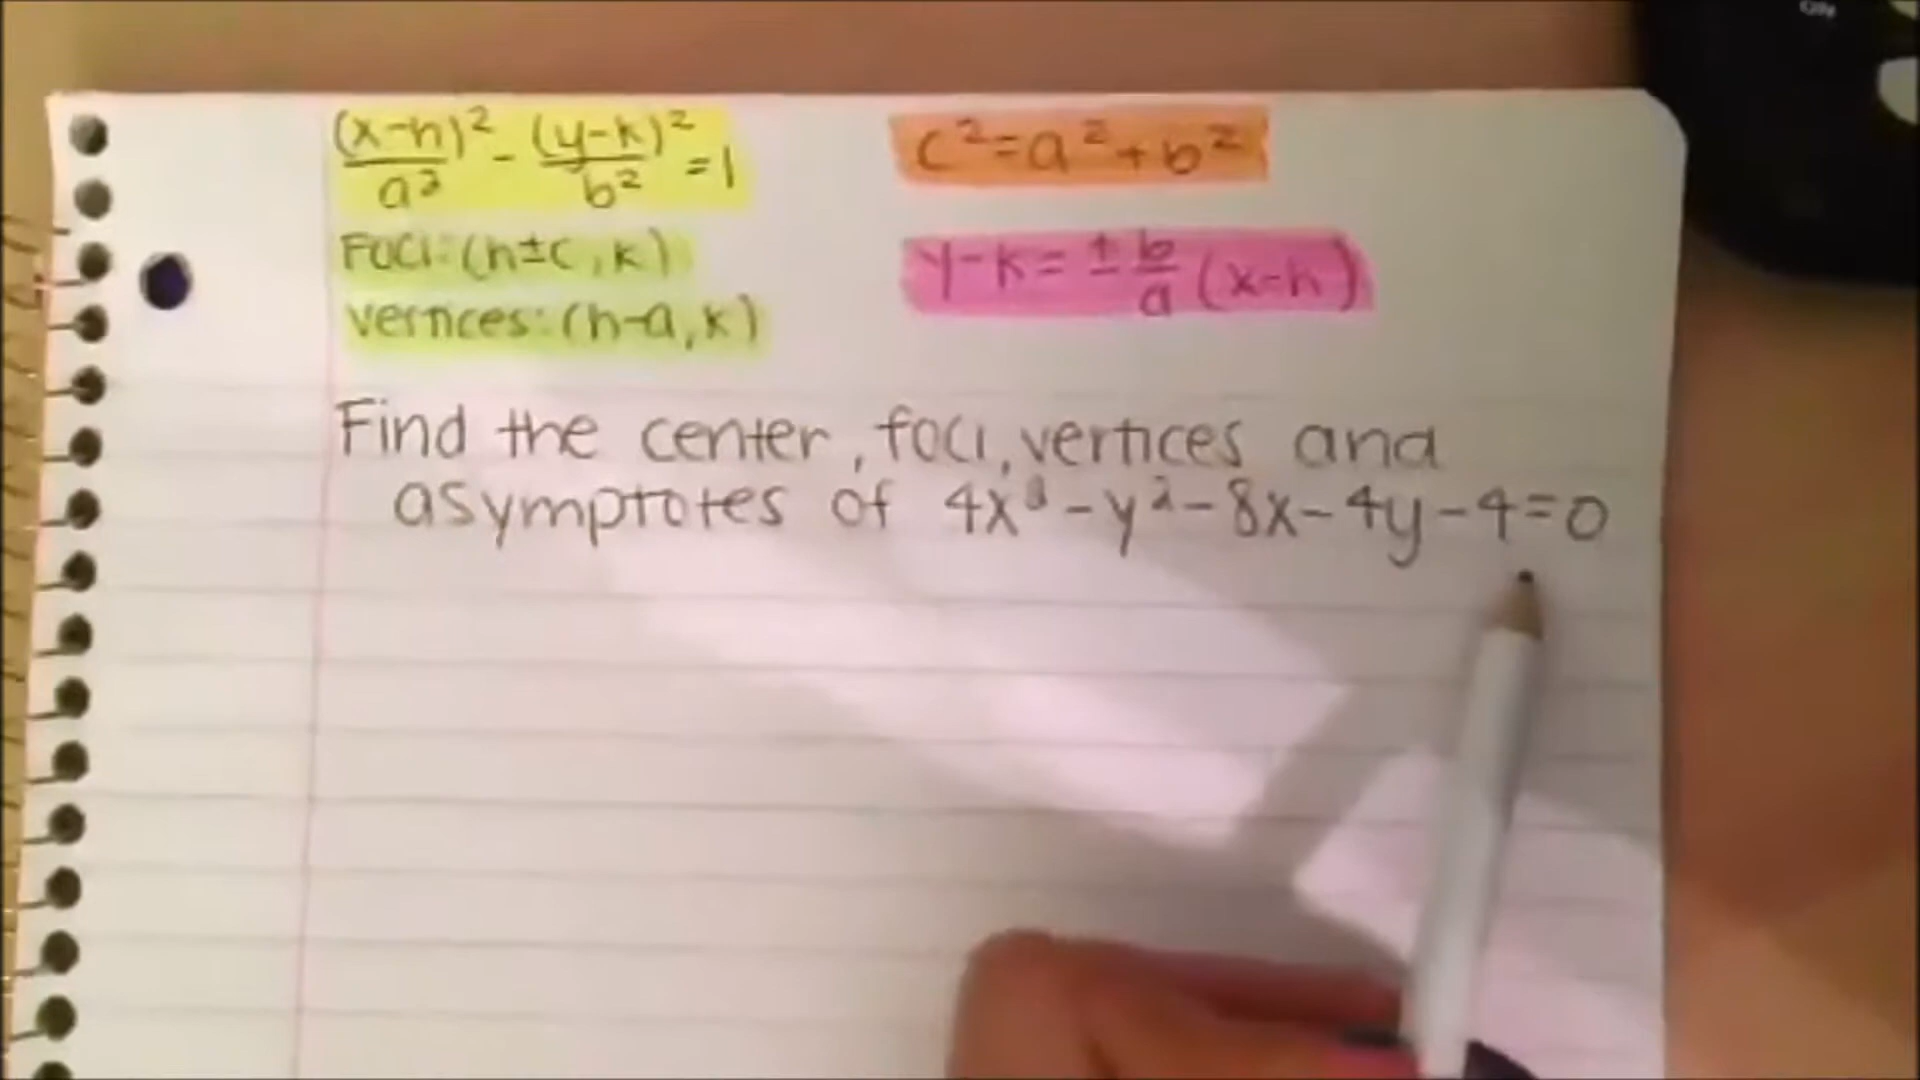 (x-h)²/a² - (y-k)²/b² = 1
c²=a²+b²
Foci: (h±c, k)
y-k= ± b/a (x-h)
vertices: (h-a, k)
Find the center, foci, vertices and
asymptotes of 4x²-y²-8x-4y-4=0